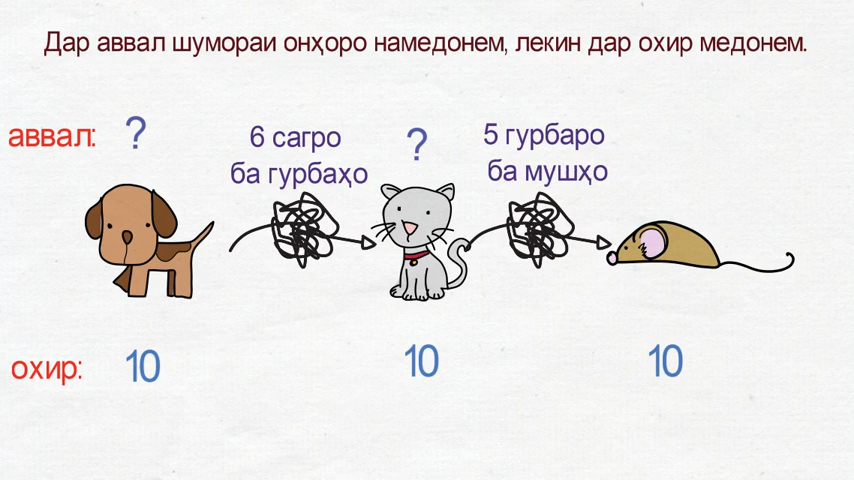 Дар аввал шумораи онҳоро намедонем, лекин дар охир медонем.
аввал: ? 6 сагро ? 5 гурбаро
ба гурбаҳо ба мушҳо
охир: 10 10 10